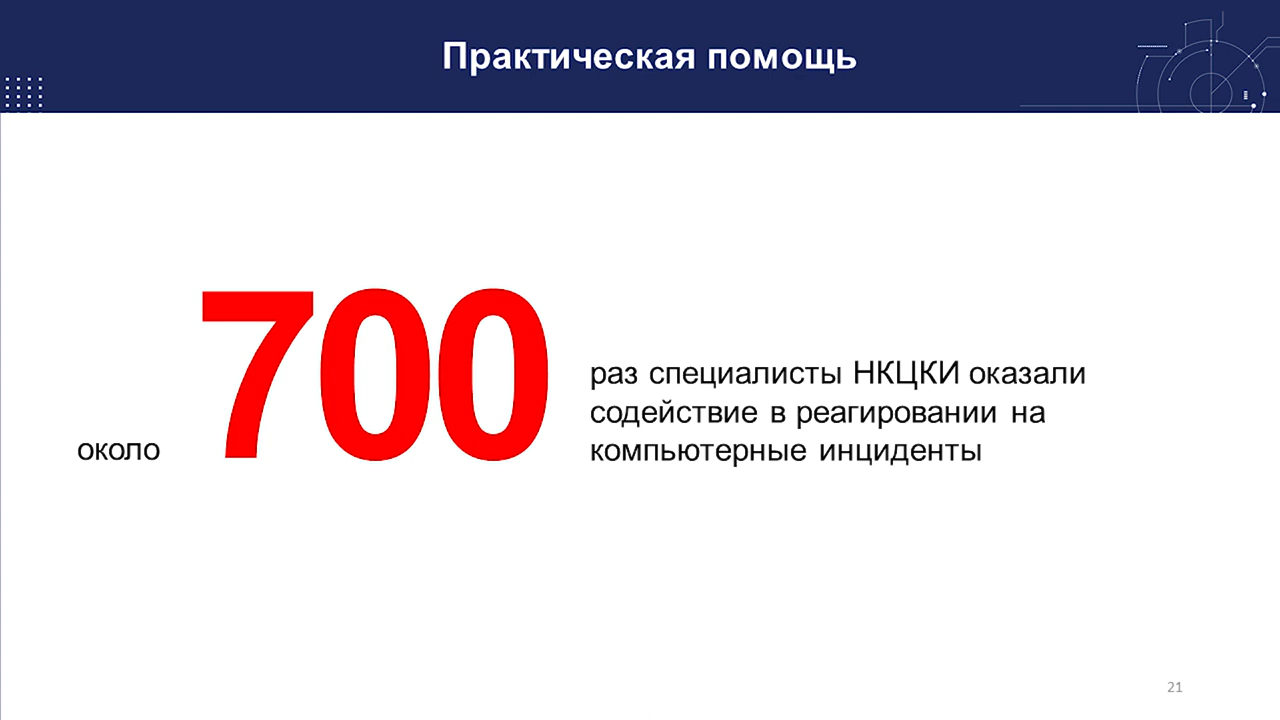 Практическая помощь
около
700
раз специалисты НКЦКИ оказали
содействие в реагировании на
компьютерные инциденты
21